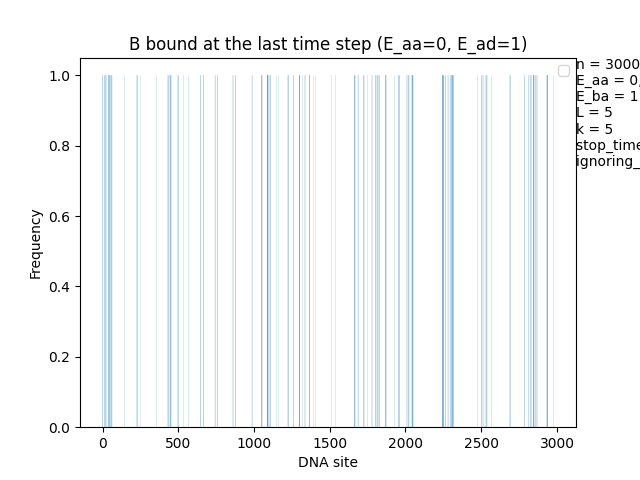 B bound at the last time step (E_aa=0, E_ad=1)
n = 3000
E_aa = 0,
E_ba = 1
L = 5
k = 5
stop_time
ignoring_
Frequency
1.0
0.8
0.6
0.4
0.2
0.0
0 500 1000 1500 2000 2500 3000
DNA site